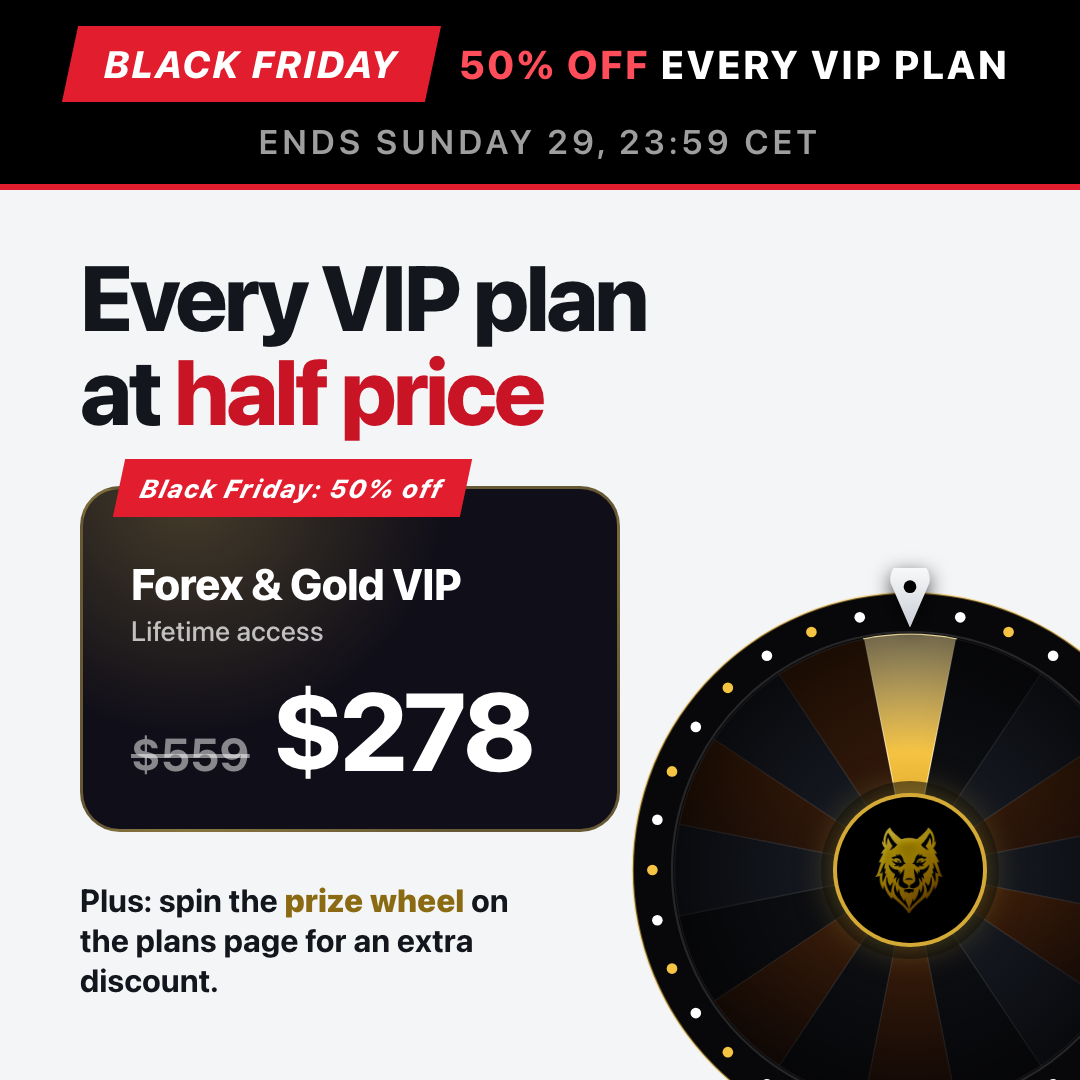 BLACK FRIDAY 50% OFF EVERY VIP PLAN
ENDS SUNDAY 29, 23:59 CET
Every VIP plan
at half price
Black Friday: 50% off
Forex & Gold VIP
Lifetime access
$559 $278
Plus: spin the prize wheel on
the plans page for an extra
discount.